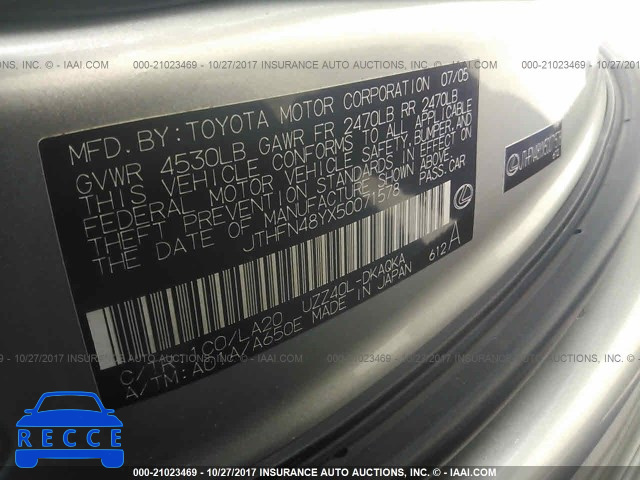 000-21023469 - 10/27/2017 INSURANCE AUTO AUCTIONS, INC. - © IAAI.COM
MFD. BY: TOYOTA MOTOR CORPORATION 07/05
GVWR 4530LB GAWR FR 2470LB RR 2470LB
THIS VEHICLE CONFORMS TO ALL APPLICABLE
FEDERAL MOTOR VEHICLE SAFETY, BUMPER, AND
THEFT PREVENTION STANDARDS IN EFFECT ON
THE DATE OF MANUFACTURE SHOWN ABOVE.
JTHFN48YX50071578 PASS. CAR
C/TR: 1C0/LA20 UZZ40L-DKAQKA 612A
A/TM: /A650E MADE IN JAPAN
RECCE
000-21023469 - 10/27/2017 INSURANCE AUTO AUCTIONS, INC. - © IAAI.COM